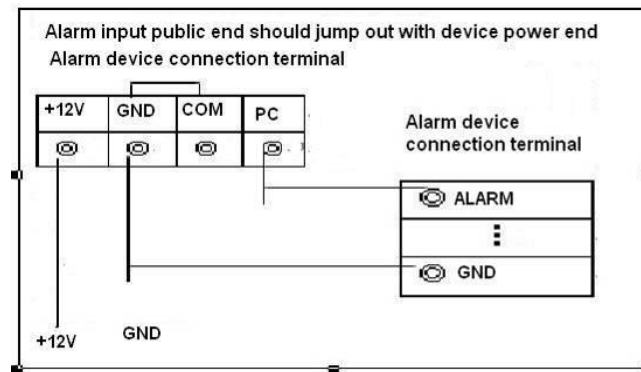 Alarm input public end should jump out with device power end
Alarm device connection terminal
+12V GND COM PC
Alarm device
connection terminal
ALARM
GND
+12V GND